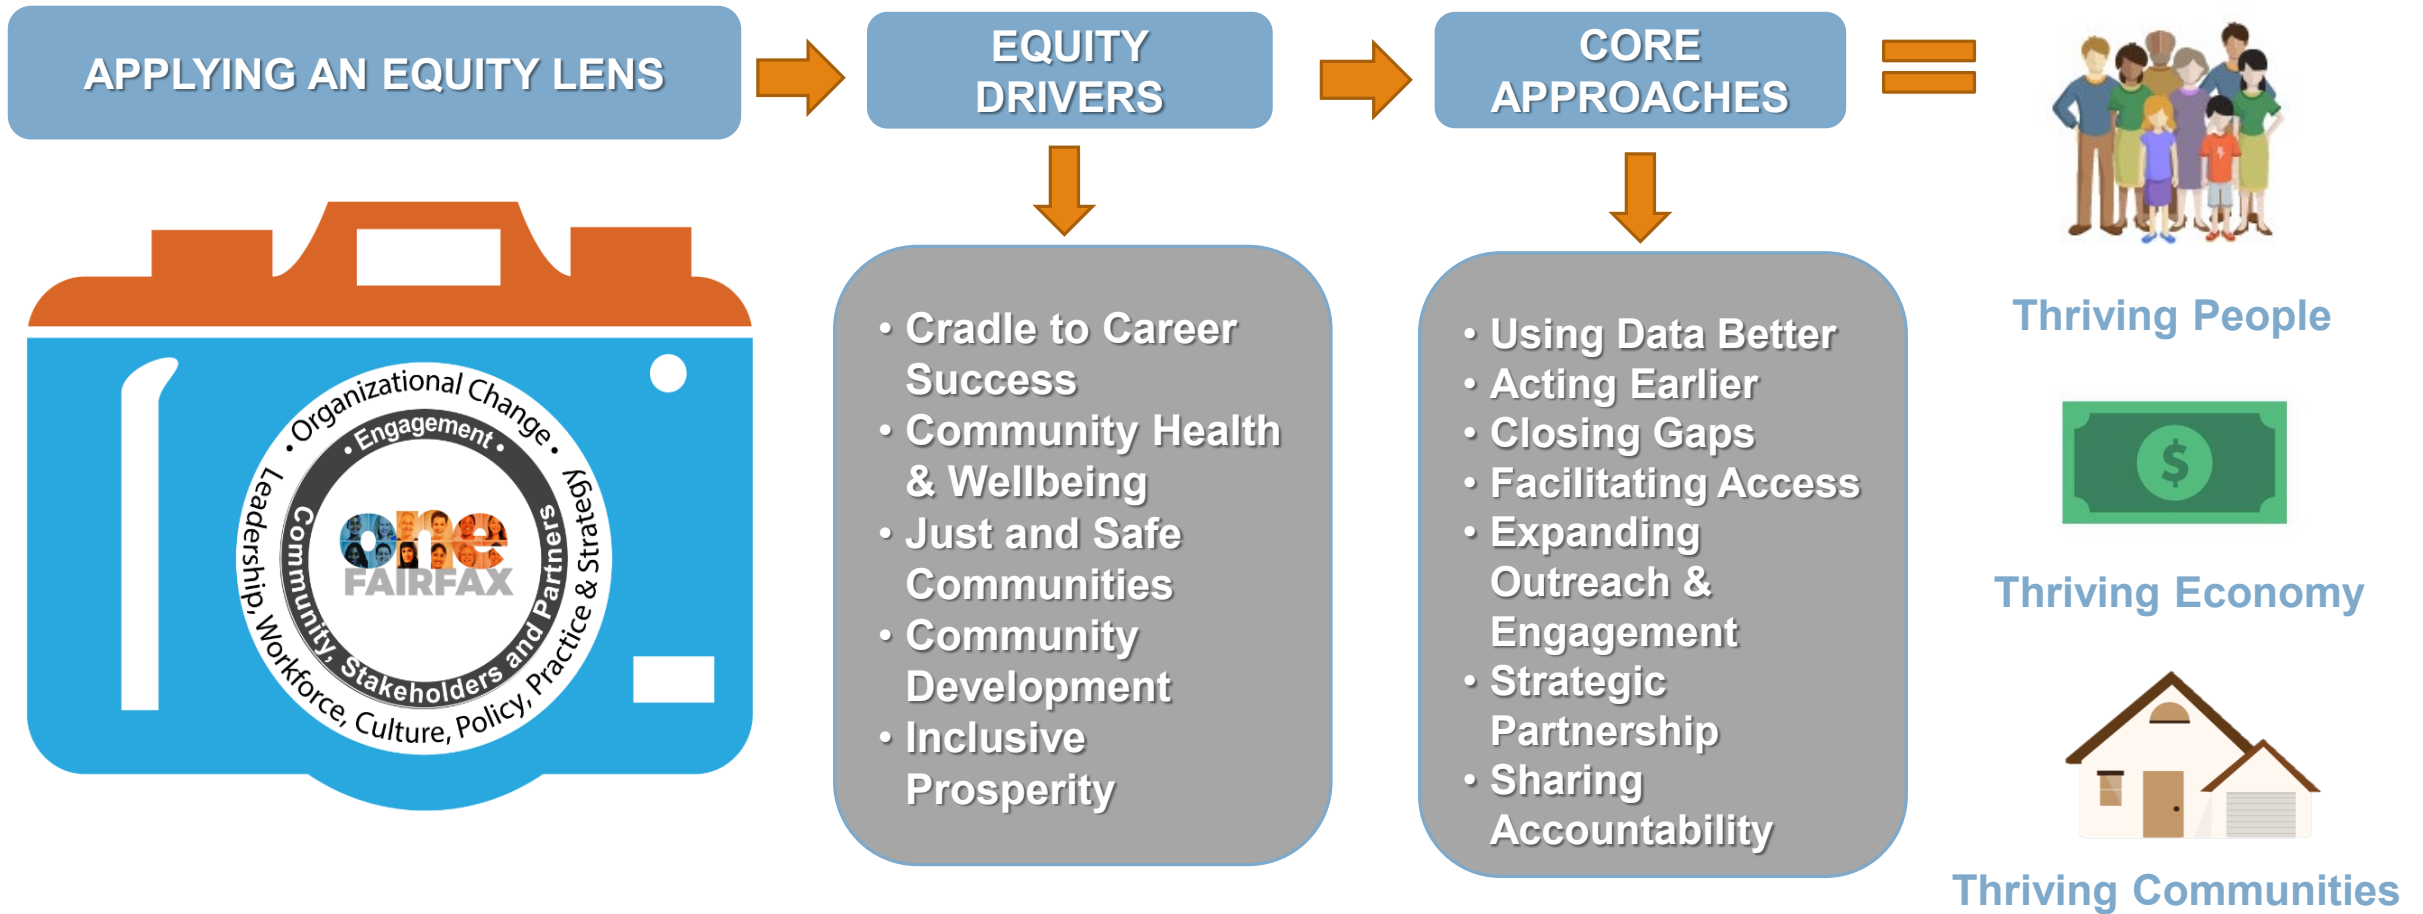 APPLYING AN EQUITY LENS
• Organizational Change •
Leadership, Workforce, Culture, Policy, Practice & Strategy
• Engagement •
Community, Stakeholders and Partners
one
FAIRFAX
EQUITY
DRIVERS
• Cradle to Career
Success
• Community Health
& Wellbeing
• Just and Safe
Communities
• Community
Development
• Inclusive
Prosperity
CORE
APPROACHES
• Using Data Better
• Acting Earlier
• Closing Gaps
• Facilitating Access
• Expanding
Outreach &
Engagement
• Strategic
Partnership
• Sharing
Accountability
=
Thriving People
$
Thriving Economy
Thriving Communities